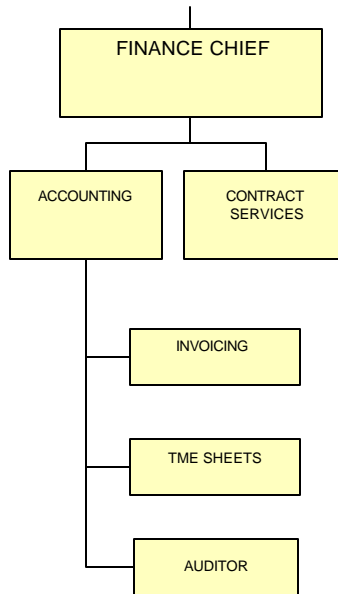 FINANCE CHIEF
ACCOUNTING
CONTRACT
SERVICES
INVOICING
TME SHEETS
AUDITOR